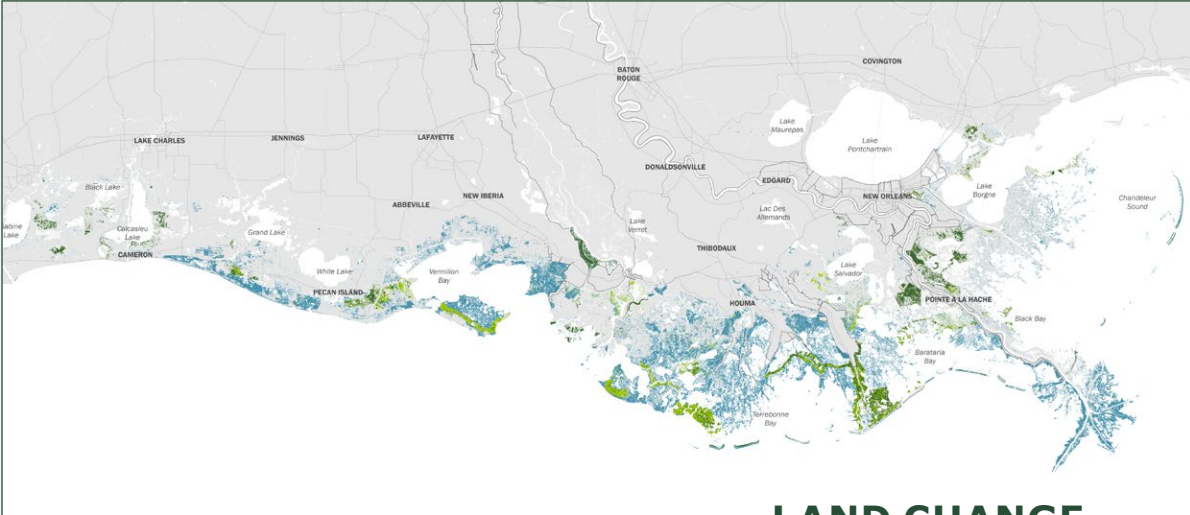 COVINGTON
BATON
ROUGE
Lake
Maurepas
Lake
Pontchartrain
LAKE CHARLES
JENNINGS
LAFAYETTE
DONALDSONVILLE
EDGARD
Black Lake
NEW IBERIA
NEW ORLEANS
Lake
Borgne
Chandeleur
Sound
ABBEVILLE
Lac Des
Allemands
Sabine
Lake
Calcasieu
Lake
Grand Lake
Lake
Verret
THIBODAUX
CAMERON
White Lake
Vermilion
Bay
Lake
Salvador
PECAN ISLAND
HOUMA
POINTE A LA HACHE
Black Bay
Barataria
Bay
Terrebonne
Bay
LAND CHANGE